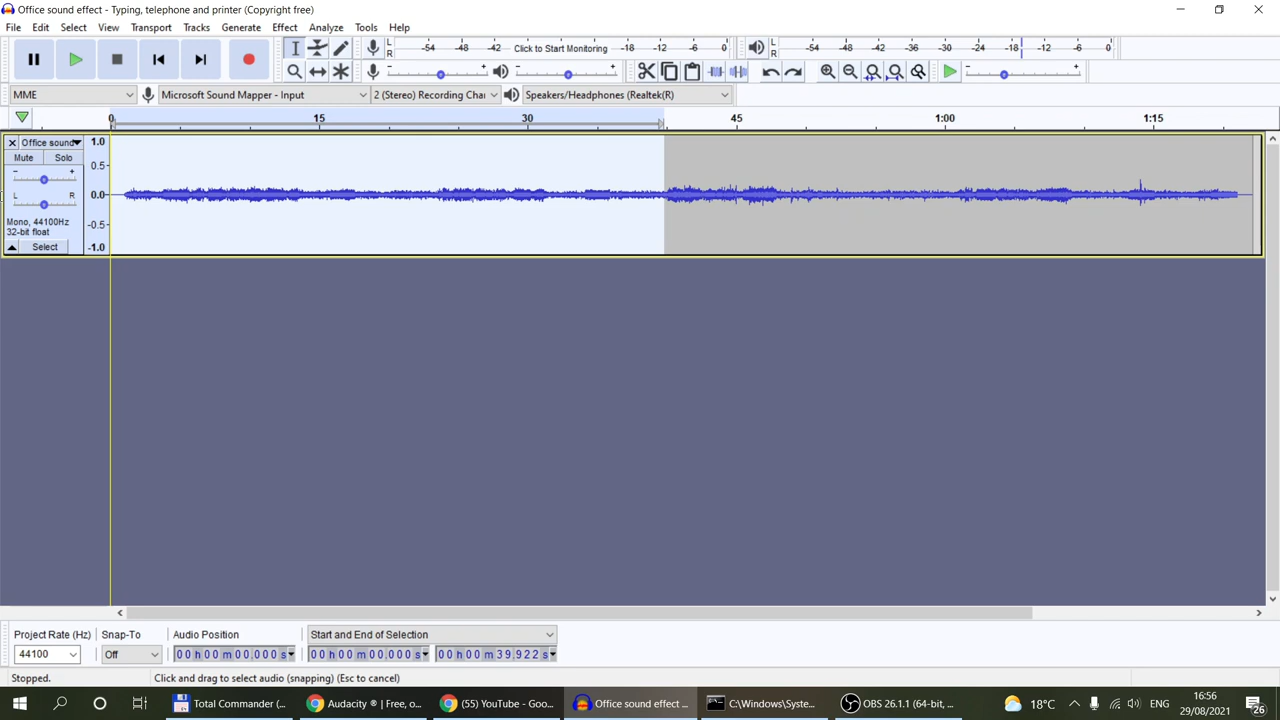 Office sound effect - Typing, telephone and printer (Copyright free)
File Edit Select View Transport Tracks Generate Effect Analyze Tools Help
L R -54 -48 -42 Click to Start Monitoring -18 -12 -6 0 L R -54 -48 -42 -36 -30 -24 -18 -12 -6 0
- + - + - +
MME Microsoft Sound Mapper - Input 2 (Stereo) Recording Chai Speakers/Headphones (Realtek(R)
0 15 30 45 1:00 1:15
Office sound 1.0
Mute Solo
0.5
- +
L R 0.0
Mono, 44100Hz
32-bit float -0.5
Select -1.0
Project Rate (Hz) Snap-To Audio Position Start and End of Selection
44100 Off 00 h 00 m 00.000 s 00 h 00 m 00.000 s 00 h 00 m 39.922 s
Stopped. Click and drag to select audio (snapping) (Esc to cancel)
Total Commander (... Audacity ® | Free, o... (55) YouTube - Goo... Office sound effect ... C:\Windows\Syste... OBS 26.1.1 (64-bit, ... 18°C ENG 16:56
29/08/2021 26